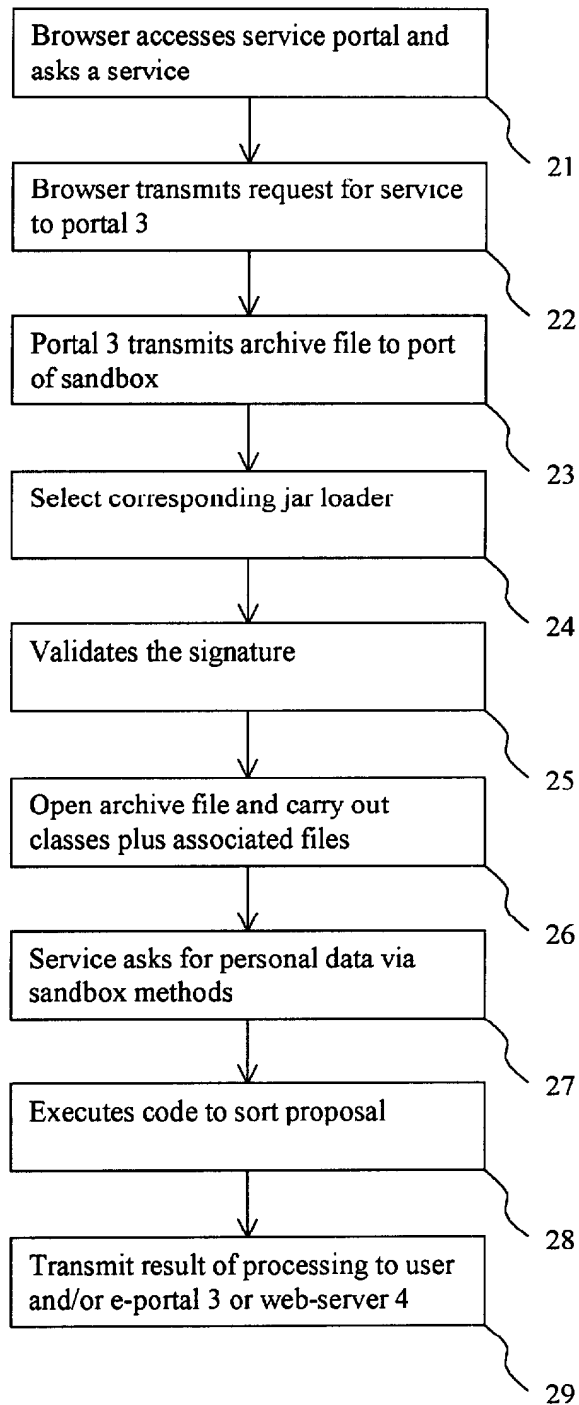 Browser accesses service portal and
asks a service
21
Browser transmits request for service
to portal 3
22
Portal 3 transmits archive file to port
of sandbox
23
Select corresponding jar loader
24
Validates the signature
25
Open archive file and carry out
classes plus associated files
26
Service asks for personal data via
sandbox methods
27
Executes code to sort proposal
28
Transmit result of processing to user
and/or e-portal 3 or web-server 4
29